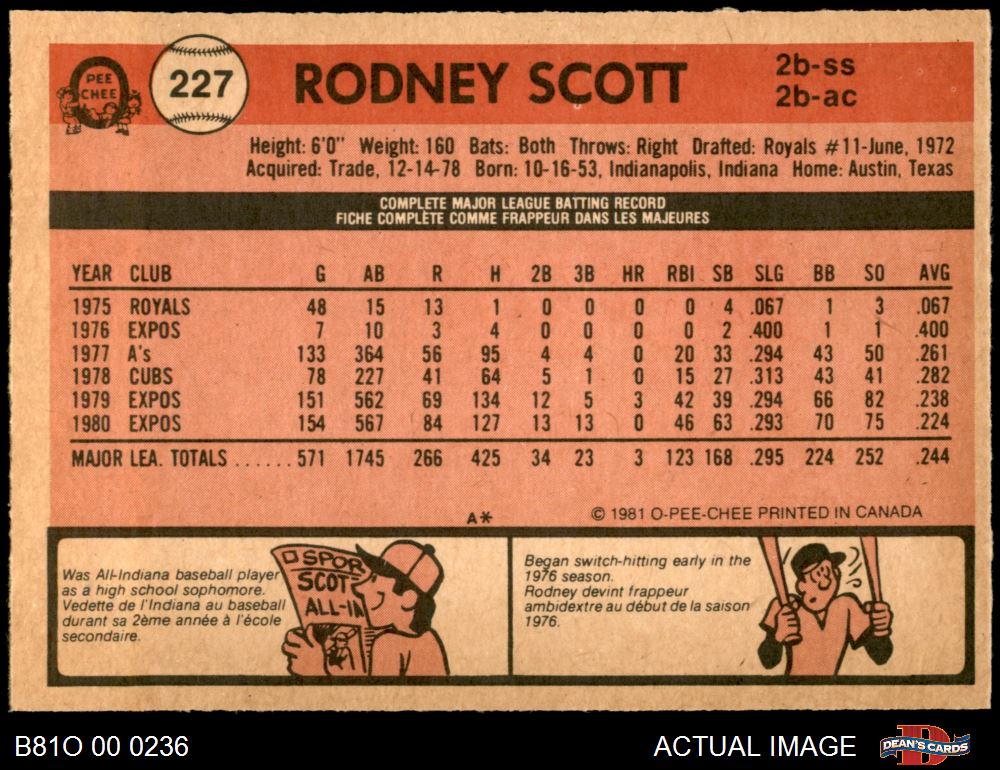 PEE
CHEE
227
RODNEY SCOTT
2b-ss
2b-ac
Height: 6'0" Weight: 160 Bats: Both Throws: Right Drafted: Royals #11-June, 1972
Acquired: Trade, 12-14-78 Born: 10-16-53, Indianapolis, Indiana Home: Austin, Texas
COMPLETE MAJOR LEAGUE BATTING RECORD
FICHE COMPLÈTE COMME FRAPPEUR DANS LES MAJEURES
YEAR CLUB G AB R H 2B 3B HR RBI SB SLG BB SO AVG
1975 ROYALS 48 15 13 1 0 0 0 0 4 .067 1 3 .067
1976 EXPOS 7 10 3 4 0 0 0 0 2 .400 1 1 .400
1977 A's 133 364 56 95 4 4 0 20 33 .294 43 50 .261
1978 CUBS 78 227 41 64 5 1 0 15 27 .313 43 41 .282
1979 EXPOS 151 562 69 134 12 5 3 42 39 .294 66 82 .238
1980 EXPOS 154 567 84 127 13 13 0 46 63 .293 70 75 .224
MAJOR LEA. TOTALS ...... 571 1745 266 425 34 23 3 123 168 .295 224 252 .244
A* © 1981 O-PEE-CHEE PRINTED IN CANADA
Was All-Indiana baseball player
as a high school sophomore.
Vedette de l'Indiana au baseball
durant sa 2ème année à l'école
secondaire.
SPOR
SCOT
ALL-IN
Began switch-hitting early in the
1976 season.
Rodney devint frappeur
ambidextre au début de la saison
1976.
B81O 00 0236
ACTUAL IMAGE
D
DEAN'S CARDS